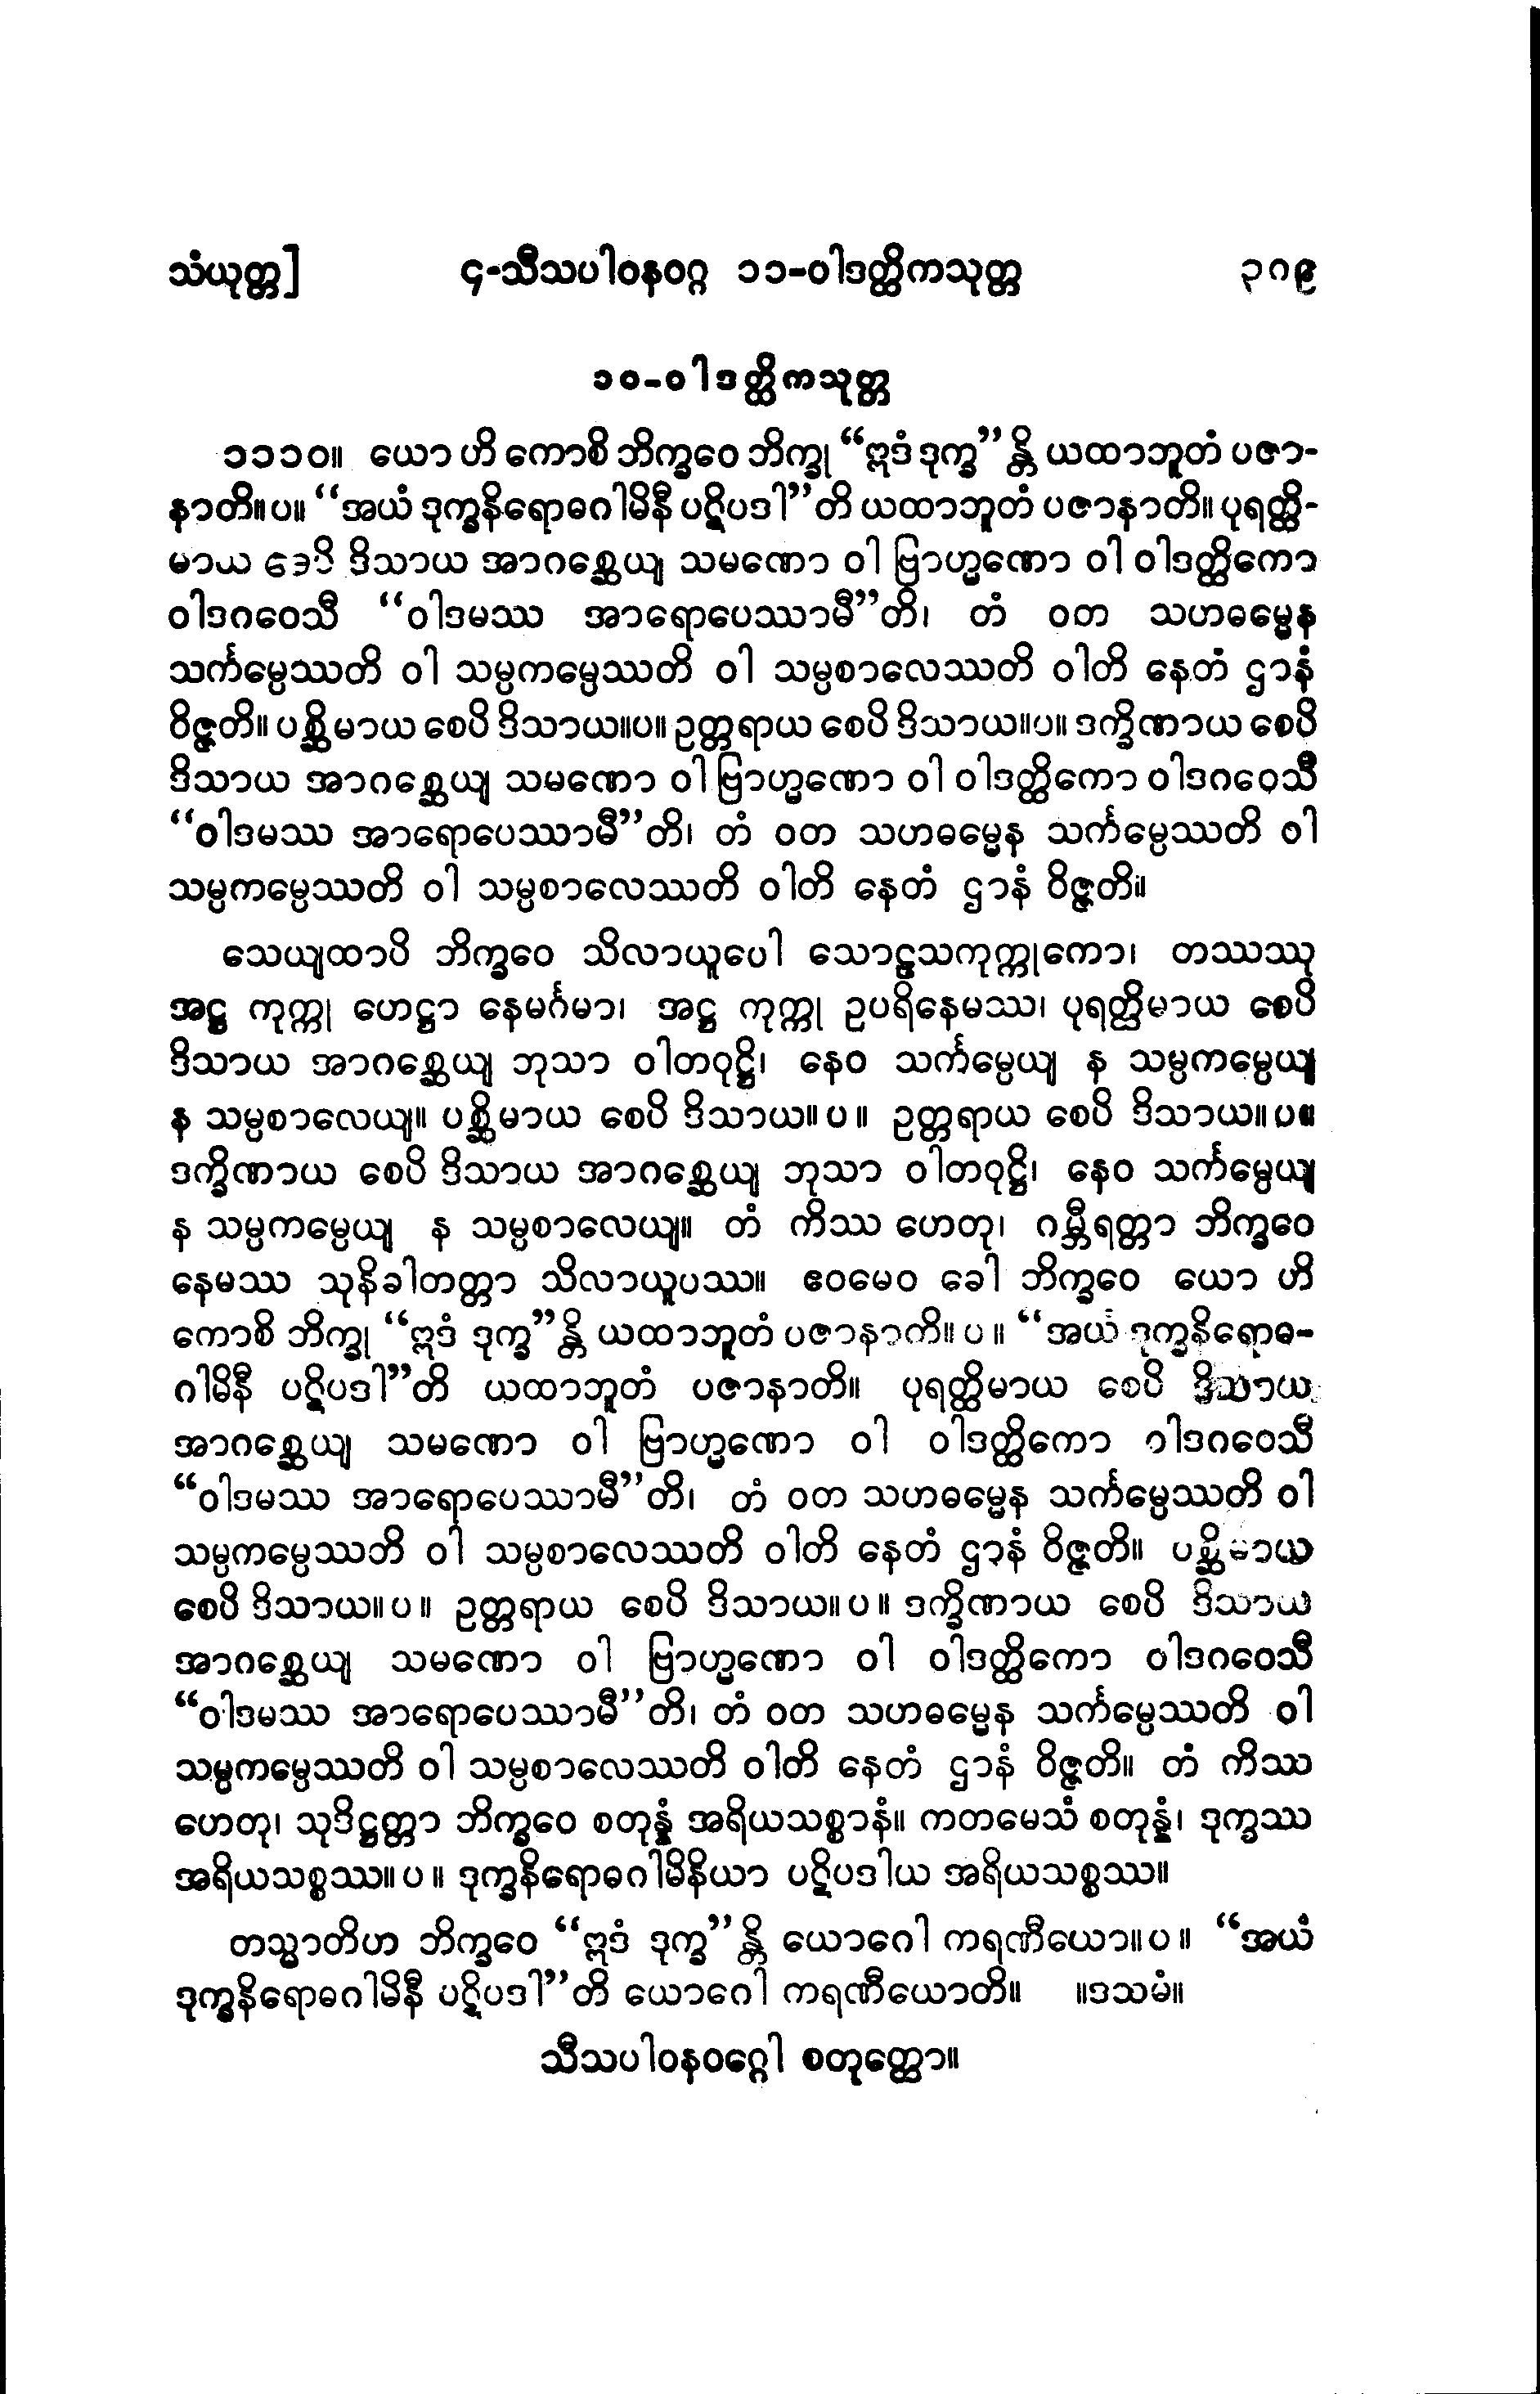 သံယုတ္တ] ၄-သီသပါဝနဝဂ္ဂ ၁၁-ဝါဒတ္ထိကသုတ္တ ၃၈၉
၁၀-ဝါဒတ္ထိကသုတ္တ
၁၁၁၀။ ယော ဟိ ကောစိ ဘိက္ခဝေ ဘိက္ခု “ဣဒံ ဒုက္ခ”န္တိ ယထာဘူတံ ပဇာ-
နာတိ။ ပ။ “အယံ ဒုက္ခနိရောဓဂါမိနီ ပဋိပဒါ”တိ ယထာဘူတံ ပဇာနာတိ။ ပုရတ္ထိ-
မာယ စေပိ ဒိသာယ အာဂစ္ဆေယျ သမဏော ဝါ ဗြာဟ္မဏော ဝါ ဝါဒတ္ထိကော
ဝါဒဂဝေသီ “ဝါဒမဿ အာရောပေဿာမီ”တိ၊ တံ ဝတ သဟဓမ္မေန
သင်္ကမ္ပေဿတိ ဝါ သမ္ပကမ္ပေဿတိ ဝါ သမ္ပစာလေဿတိ ဝါတိ နေတံ ဌာနံ
ဝိဇ္ဇတိ။ ပစ္ဆိမာယ စေပိ ဒိသာယ။ပ။ ဥတ္တရာယ စေပိ ဒိသာယ။ပ။ ဒက္ခိဏာယ စေပိ
ဒိသာယ အာဂစ္ဆေယျ သမဏော ဝါ ဗြာဟ္မဏော ဝါ ဝါဒတ္ထိကော ဝါဒဂဝေသီ
“ဝါဒမဿ အာရောပေဿာမီ”တိ၊ တံ ဝတ သဟဓမ္မေန သင်္ကမ္ပေဿတိ ဝါ
သမ္ပကမ္ပေဿတိ ဝါ သမ္ပစာလေဿတိ ဝါတိ နေတံ ဌာနံ ဝိဇ္ဇတိ။
သေယျထာပိ ဘိက္ခဝေ သိလာယူပေါ သောဠသကုက္ကုကော၊ တဿဿု
အဋ္ဌ ကုက္ကု ဟေဋ္ဌာ နေမင်္ဂမာ၊ အဋ္ဌ ကုက္ကု ဥပရိနေမဿ၊ ပုရတ္ထိမာယ စေပိ
ဒိသာယ အာဂစ္ဆေယျ ဘုသာ ဝါတဝုဋ္ဌိ၊ နေဝ သင်္ကမ္ပေယျ န သမ္ပကမ္ပေယျ
န သမ္ပစာလေယျ။ ပစ္ဆိမာယ စေပိ ဒိသာယ။ ပ ။ ဥတ္တရာယ စေပိ ဒိသာယ။ ပ။
ဒက္ခိဏာယ စေပိ ဒိသာယ အာဂစ္ဆေယျ ဘုသာ ဝါတဝုဋ္ဌိ၊ နေဝ သင်္ကမ္ပေယျ
န သမ္ပကမ္ပေယျ န သမ္ပစာလေယျ။ တံ ကိဿ ဟေတု၊ ဂမ္ဘီရတ္တာ ဘိက္ခဝေ
နေမဿ သုနိခါတတ္တာ သိလာယူပဿ။ ဧဝမေဝ ခေါ ဘိက္ခဝေ ယော ဟိ
ကောစိ ဘိက္ခု “ဣဒံ ဒုက္ခ”န္တိ ယထာဘူတံ ပဇာနာတိ။ ပ ။ “အယံ ဒုက္ခနိရောဓ-
ဂါမိနီ ပဋိပဒါ”တိ ယထာဘူတံ ပဇာနာတိ။ ပုရတ္ထိမာယ စေပိ ဒိသာယ
အာဂစ္ဆေယျ သမဏော ဝါ ဗြာဟ္မဏော ဝါ ဝါဒတ္ထိကော ဝါဒဂဝေသီ
“ဝါဒမဿ အာရောပေဿာမီ”တိ၊ တံ ဝတ သဟဓမ္မေန သင်္ကမ္ပေဿတိ ဝါ
သမ္ပကမ္ပေဿတိ ဝါ သမ္ပစာလေဿတိ ဝါတိ နေတံ ဌာနံ ဝိဇ္ဇတိ။ ပစ္ဆိမာယ
စေပိ ဒိသာယ။ ပ ။ ဥတ္တရာယ စေပိ ဒိသာယ။ ပ ။ ဒက္ခိဏာယ စေပိ ဒိသာယ
အာဂစ္ဆေယျ သမဏော ဝါ ဗြာဟ္မဏော ဝါ ဝါဒတ္ထိကော ဝါဒဂဝေသီ
“ဝါဒမဿ အာရောပေဿာမီ”တိ၊ တံ ဝတ သဟဓမ္မေန သင်္ကမ္ပေဿတိ ဝါ
သမ္ပကမ္ပေဿတိ ဝါ သမ္ပစာလေဿတိ ဝါတိ နေတံ ဌာနံ ဝိဇ္ဇတိ။ တံ ကိဿ
ဟေတု၊ သုဒိဋ္ဌတ္တာ ဘိက္ခဝေ စတုန္နံ အရိယသစ္စာနံ။ ကတမေသံ စတုန္နံ၊ ဒုက္ခဿ
အရိယသစ္စဿ။ ပ ။ ဒုက္ခနိရောဓဂါမိနိယာ ပဋိပဒါယ အရိယသစ္စဿ။
တသ္မာတိဟ ဘိက္ခဝေ “ဣဒံ ဒုက္ခ”န္တိ ယောဂေါ ကရဏီယော။ ပ ။ “အယံ
ဒုက္ခနိရောဓဂါမိနီ ပဋိပဒါ”တိ ယောဂေါ ကရဏီယောတိ။ ။ဒသမံ။
သီသပါဝနဝဂ္ဂေါ စတုတ္ထော။